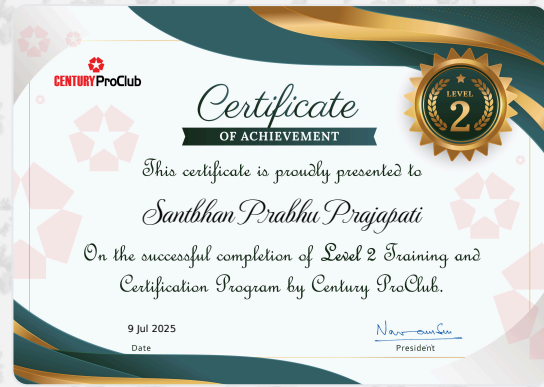 CENTURY ProClub
Certificate
OF ACHIEVEMENT
LEVEL
2
This certificate is proudly presented to
Santbhan Prabhu Prajapati
On the successful completion of Level 2 Training and
Certification Program by Century ProClub.
9 Jul 2025
Date
President